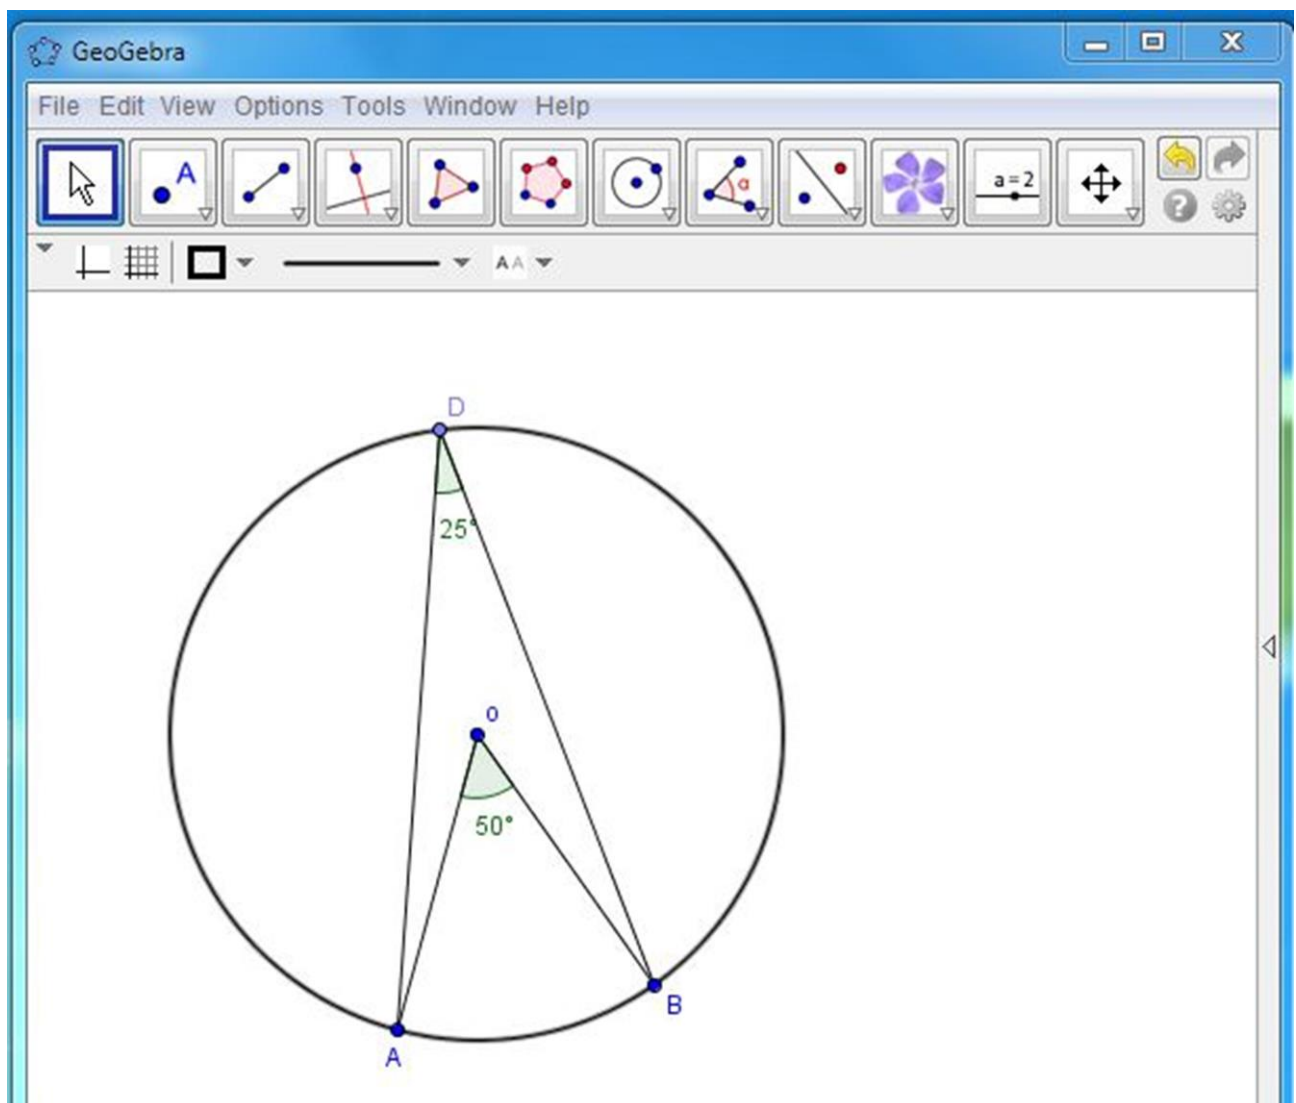 GeoGebra
File Edit View Options Tools Window Help
A
α
a=2
?
A A
D
25°
o
50°
B
A